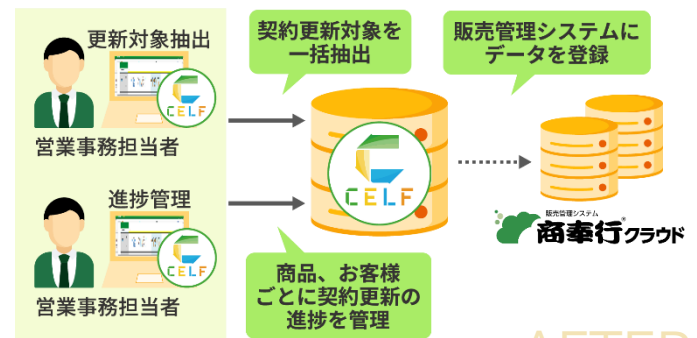 更新対象抽出
CELF
営業事務担当者
進捗管理
CELF
営業事務担当者
契約更新対象を
一括抽出
CELF
商品、お客様
ごとに契約更新の
進捗を管理
販売管理システムに
データを登録
販売管理システム
商奉行クラウド®
AFTER